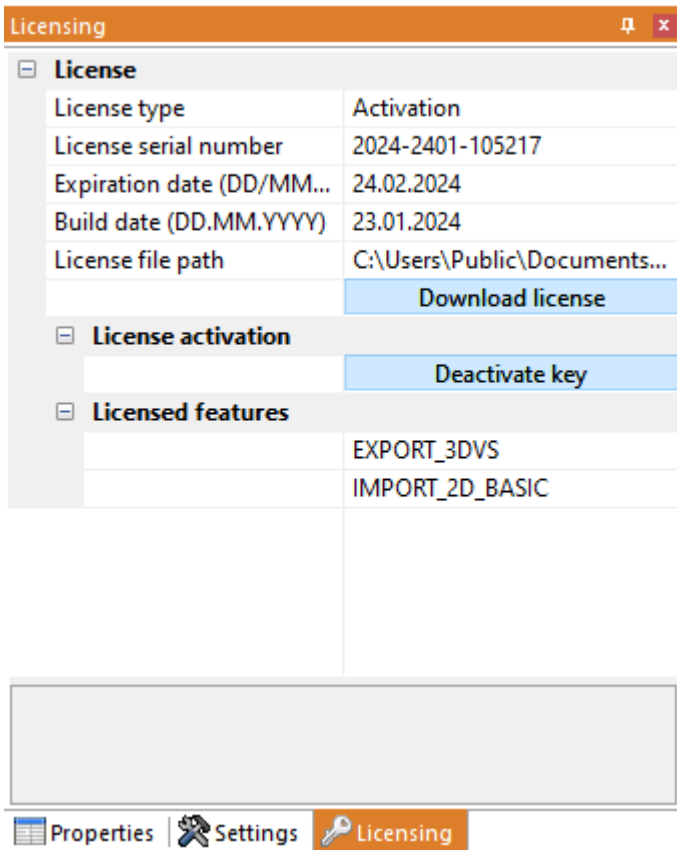 Licensing
License
License type Activation
License serial number 2024-2401-105217
Expiration date (DD/MM... 24.02.2024
Build date (DD.MM.YYYY) 23.01.2024
License file path C:\Users\Public\Documents...
Download license
License activation
Deactivate key
Licensed features
EXPORT_3DVS
IMPORT_2D_BASIC
Properties Settings Licensing